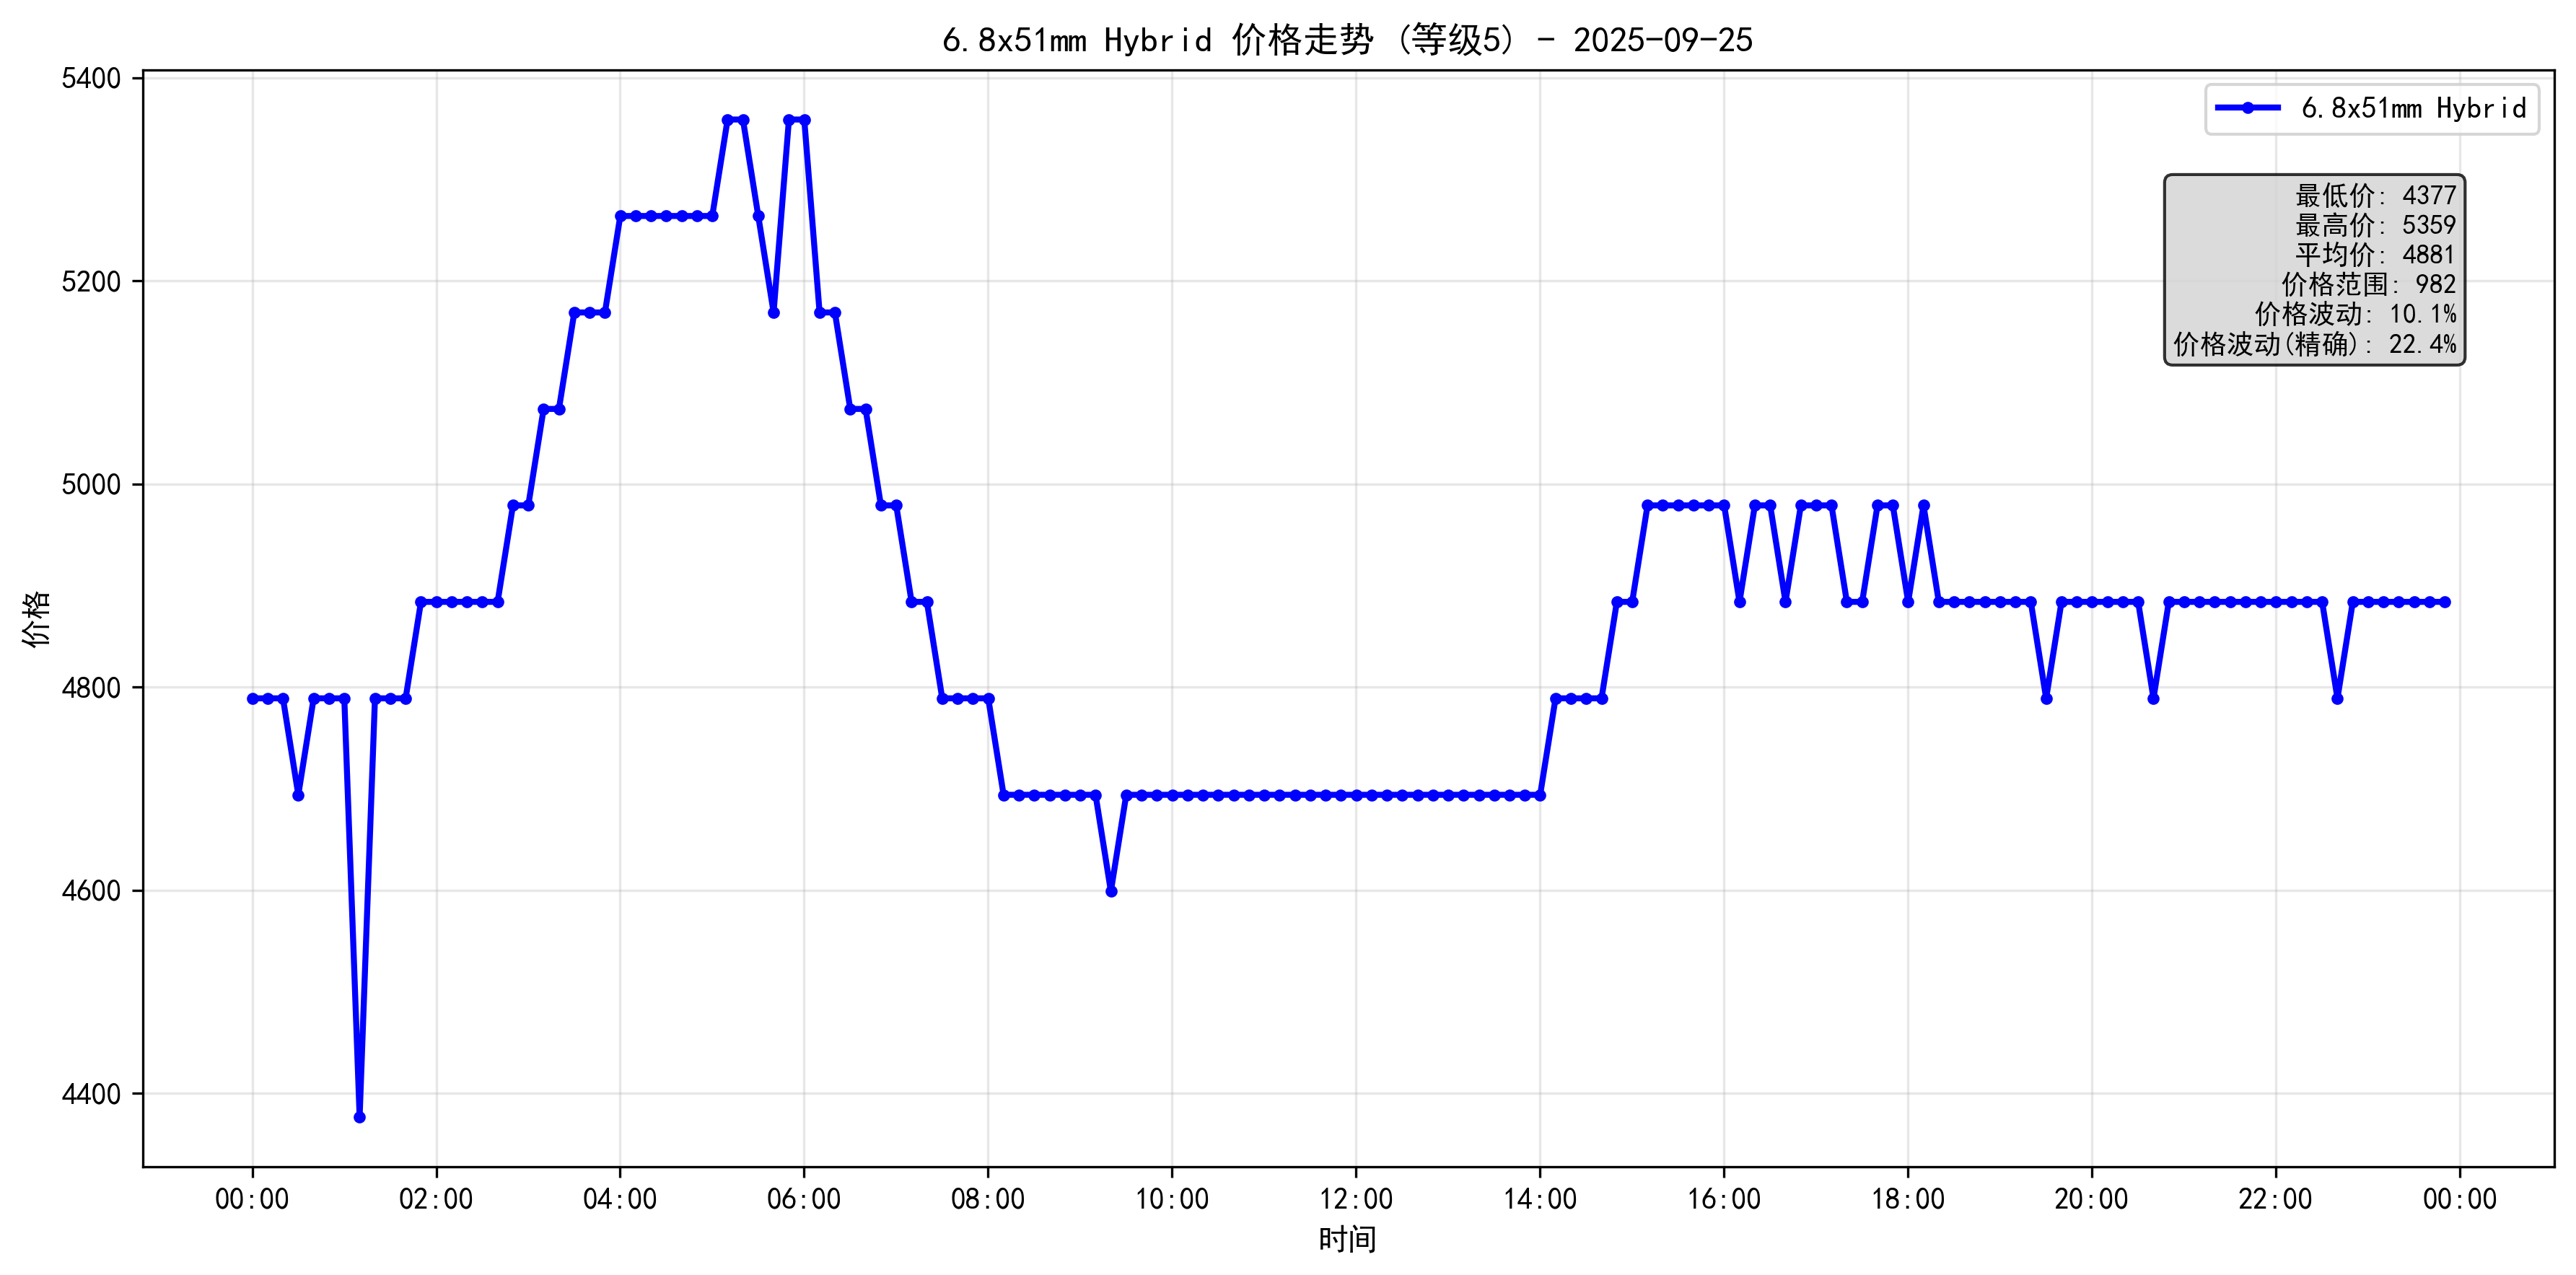 6.8x51mm Hybrid 价格走势 (等级5) - 2025-09-25
5400
5200
5000
4800
4600
4400
价格
6.8x51mm Hybrid
最低价: 4377
最高价: 5359
平均价: 4881
价格范围: 982
价格波动: 10.1%
价格波动(精确): 22.4%
00:00 02:00 04:00 06:00 08:00 10:00 12:00 14:00 16:00 18:00 20:00 22:00 00:00
时间